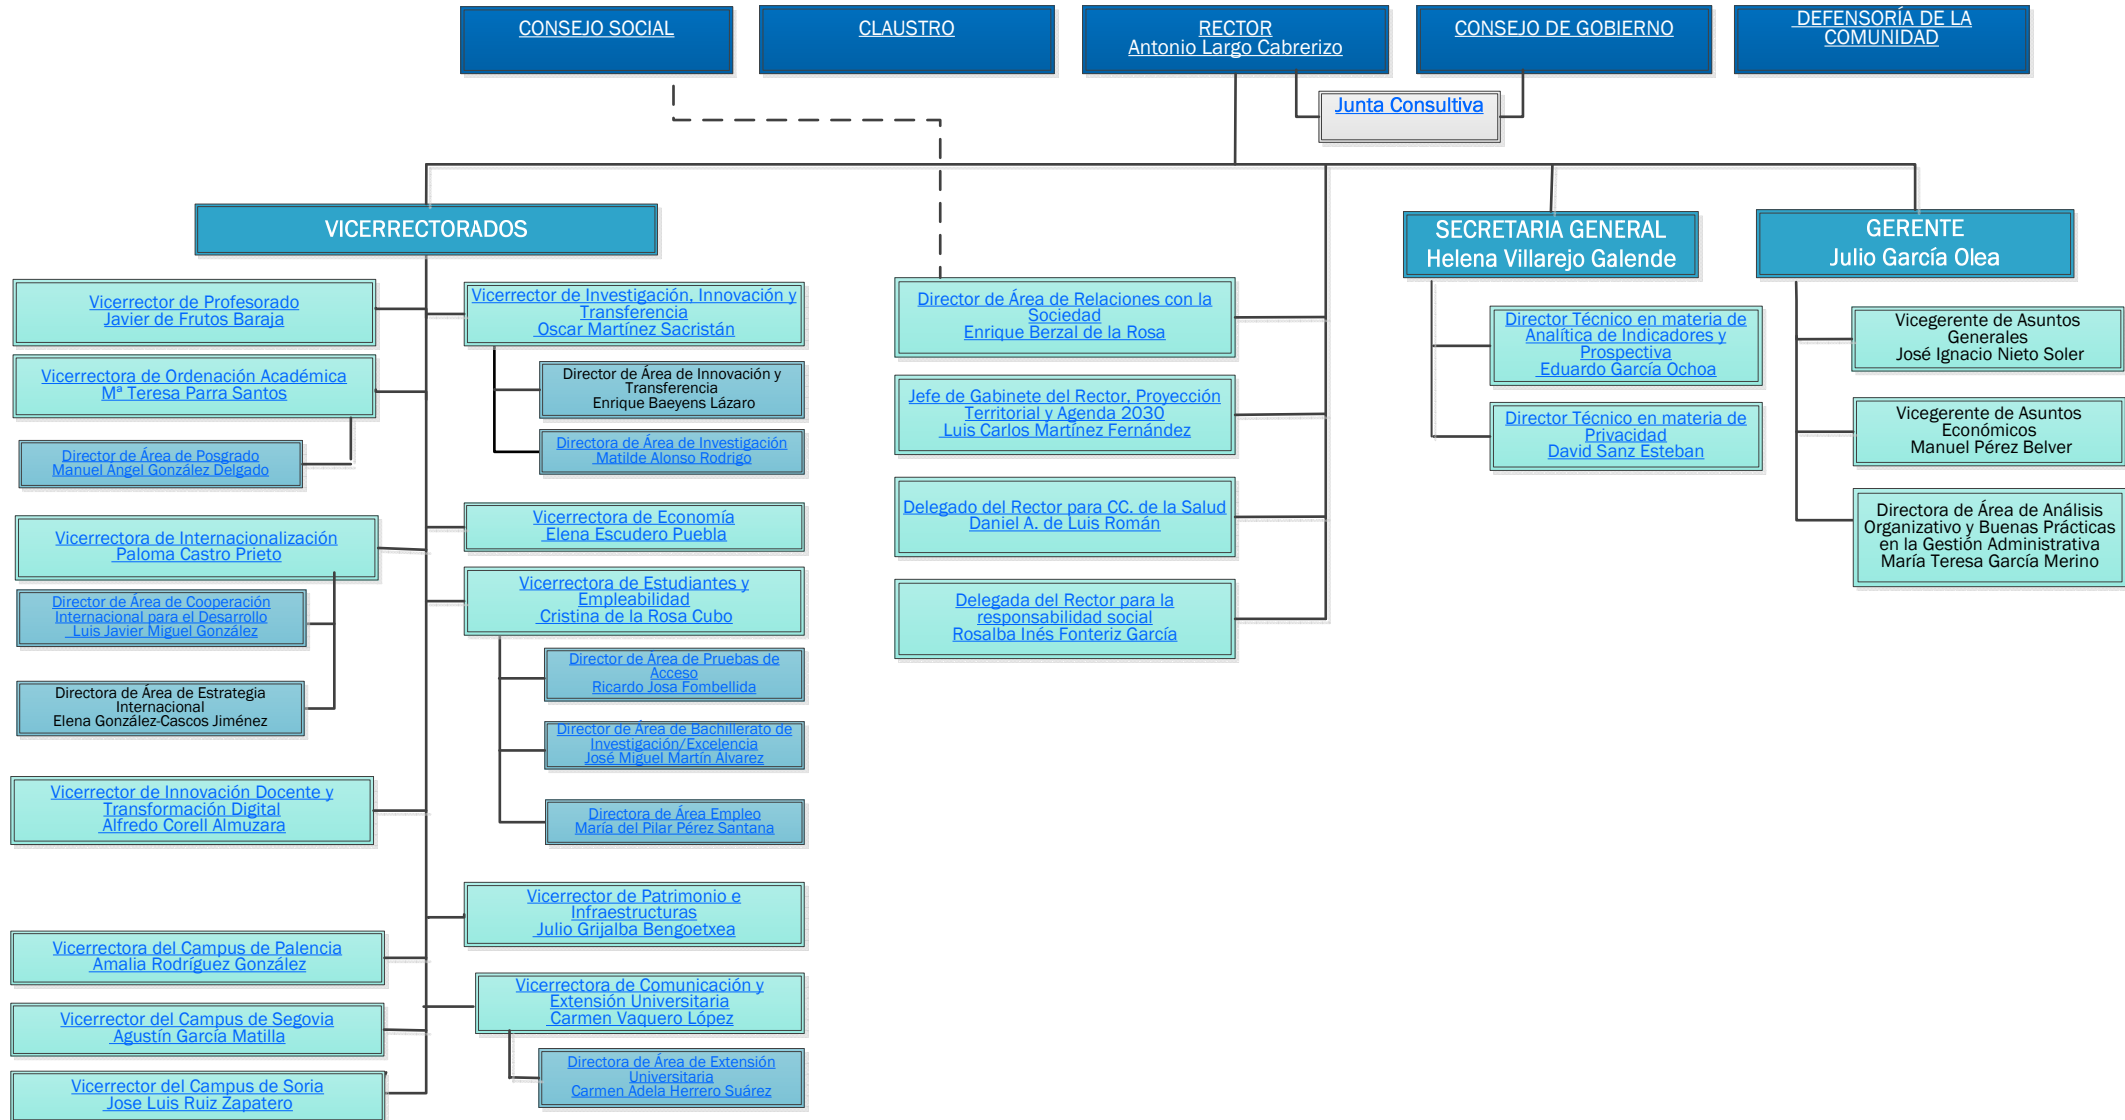 CONSEJO SOCIAL
CLAUSTRO
RECTOR
Antonio Largo Cabrerizo
CONSEJO DE GOBIERNO
DEFENSORÍA DE LA
COMUNIDAD
Junta Consultiva
VICERRECTORADOS
SECRETARIA GENERAL
Helena Villarejo Galende
GERENTE
Julio García Olea
Vicerrector de Profesorado
Javier de Frutos Baraja
Vicerrectora de Ordenación Académica
Mª Teresa Parra Santos
Director de Área de Posgrado
Manuel Ángel González Delgado
Vicerrectora de Internacionalización
Paloma Castro Prieto
Director de Área de Cooperación
Internacional para el Desarrollo
Luis Javier Miguel González
Directora de Área de Estrategia
Internacional
Elena González-Cascos Jiménez
Vicerrector de Innovación Docente y
Transformación Digital
Alfredo Corell Almuzara
Vicerrectora del Campus de Palencia
Amalia Rodríguez González
Vicerrector del Campus de Segovia
Agustín García Matilla
Vicerrector del Campus de Soria
Jose Luis Ruiz Zapatero
Vicerrector de Investigación, Innovación y
Transferencia
Oscar Martínez Sacristán
Director de Área de Innovación y
Transferencia
Enrique Baeyens Lázaro
Directora de Área de Investigación
Matilde Alonso Rodrigo
Vicerrectora de Economía
Elena Escudero Puebla
Vicerrectora de Estudiantes y
Empleabilidad
Cristina de la Rosa Cubo
Director de Área de Pruebas de
Acceso
Ricardo Josa Fombellida
Director de Área de Bachillerato de
Investigación/Excelencia
José Miguel Martín Álvarez
Directora de Área Empleo
María del Pilar Pérez Santana
Vicerrector de Patrimonio e
Infraestructuras
Julio Grijalba Bengoetxea
Vicerrectora de Comunicación y
Extensión Universitaria
Carmen Vaquero López
Directora de Área de Extensión
Universitaria
Carmen Adela Herrero Suárez
Director de Área de Relaciones con la
Sociedad
Enrique Berzal de la Rosa
Jefe de Gabinete del Rector, Proyección
Territorial y Agenda 2030
Luis Carlos Martínez Fernández
Delegado del Rector para CC. de la Salud
Daniel A. de Luis Román
Delegada del Rector para la
responsabilidad social
Rosalba Inés Fonteriz García
Director Técnico en materia de
Analítica de Indicadores y
Prospectiva
Eduardo García Ochoa
Director Técnico en materia de
Privacidad
David Sanz Esteban
Vicegerente de Asuntos
Generales
José Ignacio Nieto Soler
Vicegerente de Asuntos
Económicos
Manuel Pérez Belver
Directora de Área de Análisis
Organizativo y Buenas Prácticas
en la Gestión Administrativa
María Teresa García Merino